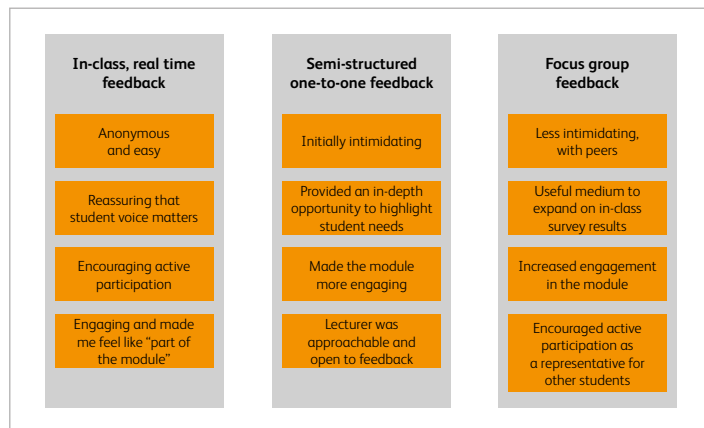 In-class, real time
feedback
Anonymous
and easy
Reassuring that
student voice matters
Encouraging active
participation
Engaging and made
me feel like “part of
the module”
Semi-structured
one-to-one feedback
Initially intimidating
Provided an in-depth
opportunity to highlight
student needs
Made the module
more engaging
Lecturer was
approachable and
open to feedback
Focus group
feedback
Less intimidating,
with peers
Useful medium to
expand on in-class
survey results
Increased engagement
in the module
Encouraged active
participation as
a representative for
other students